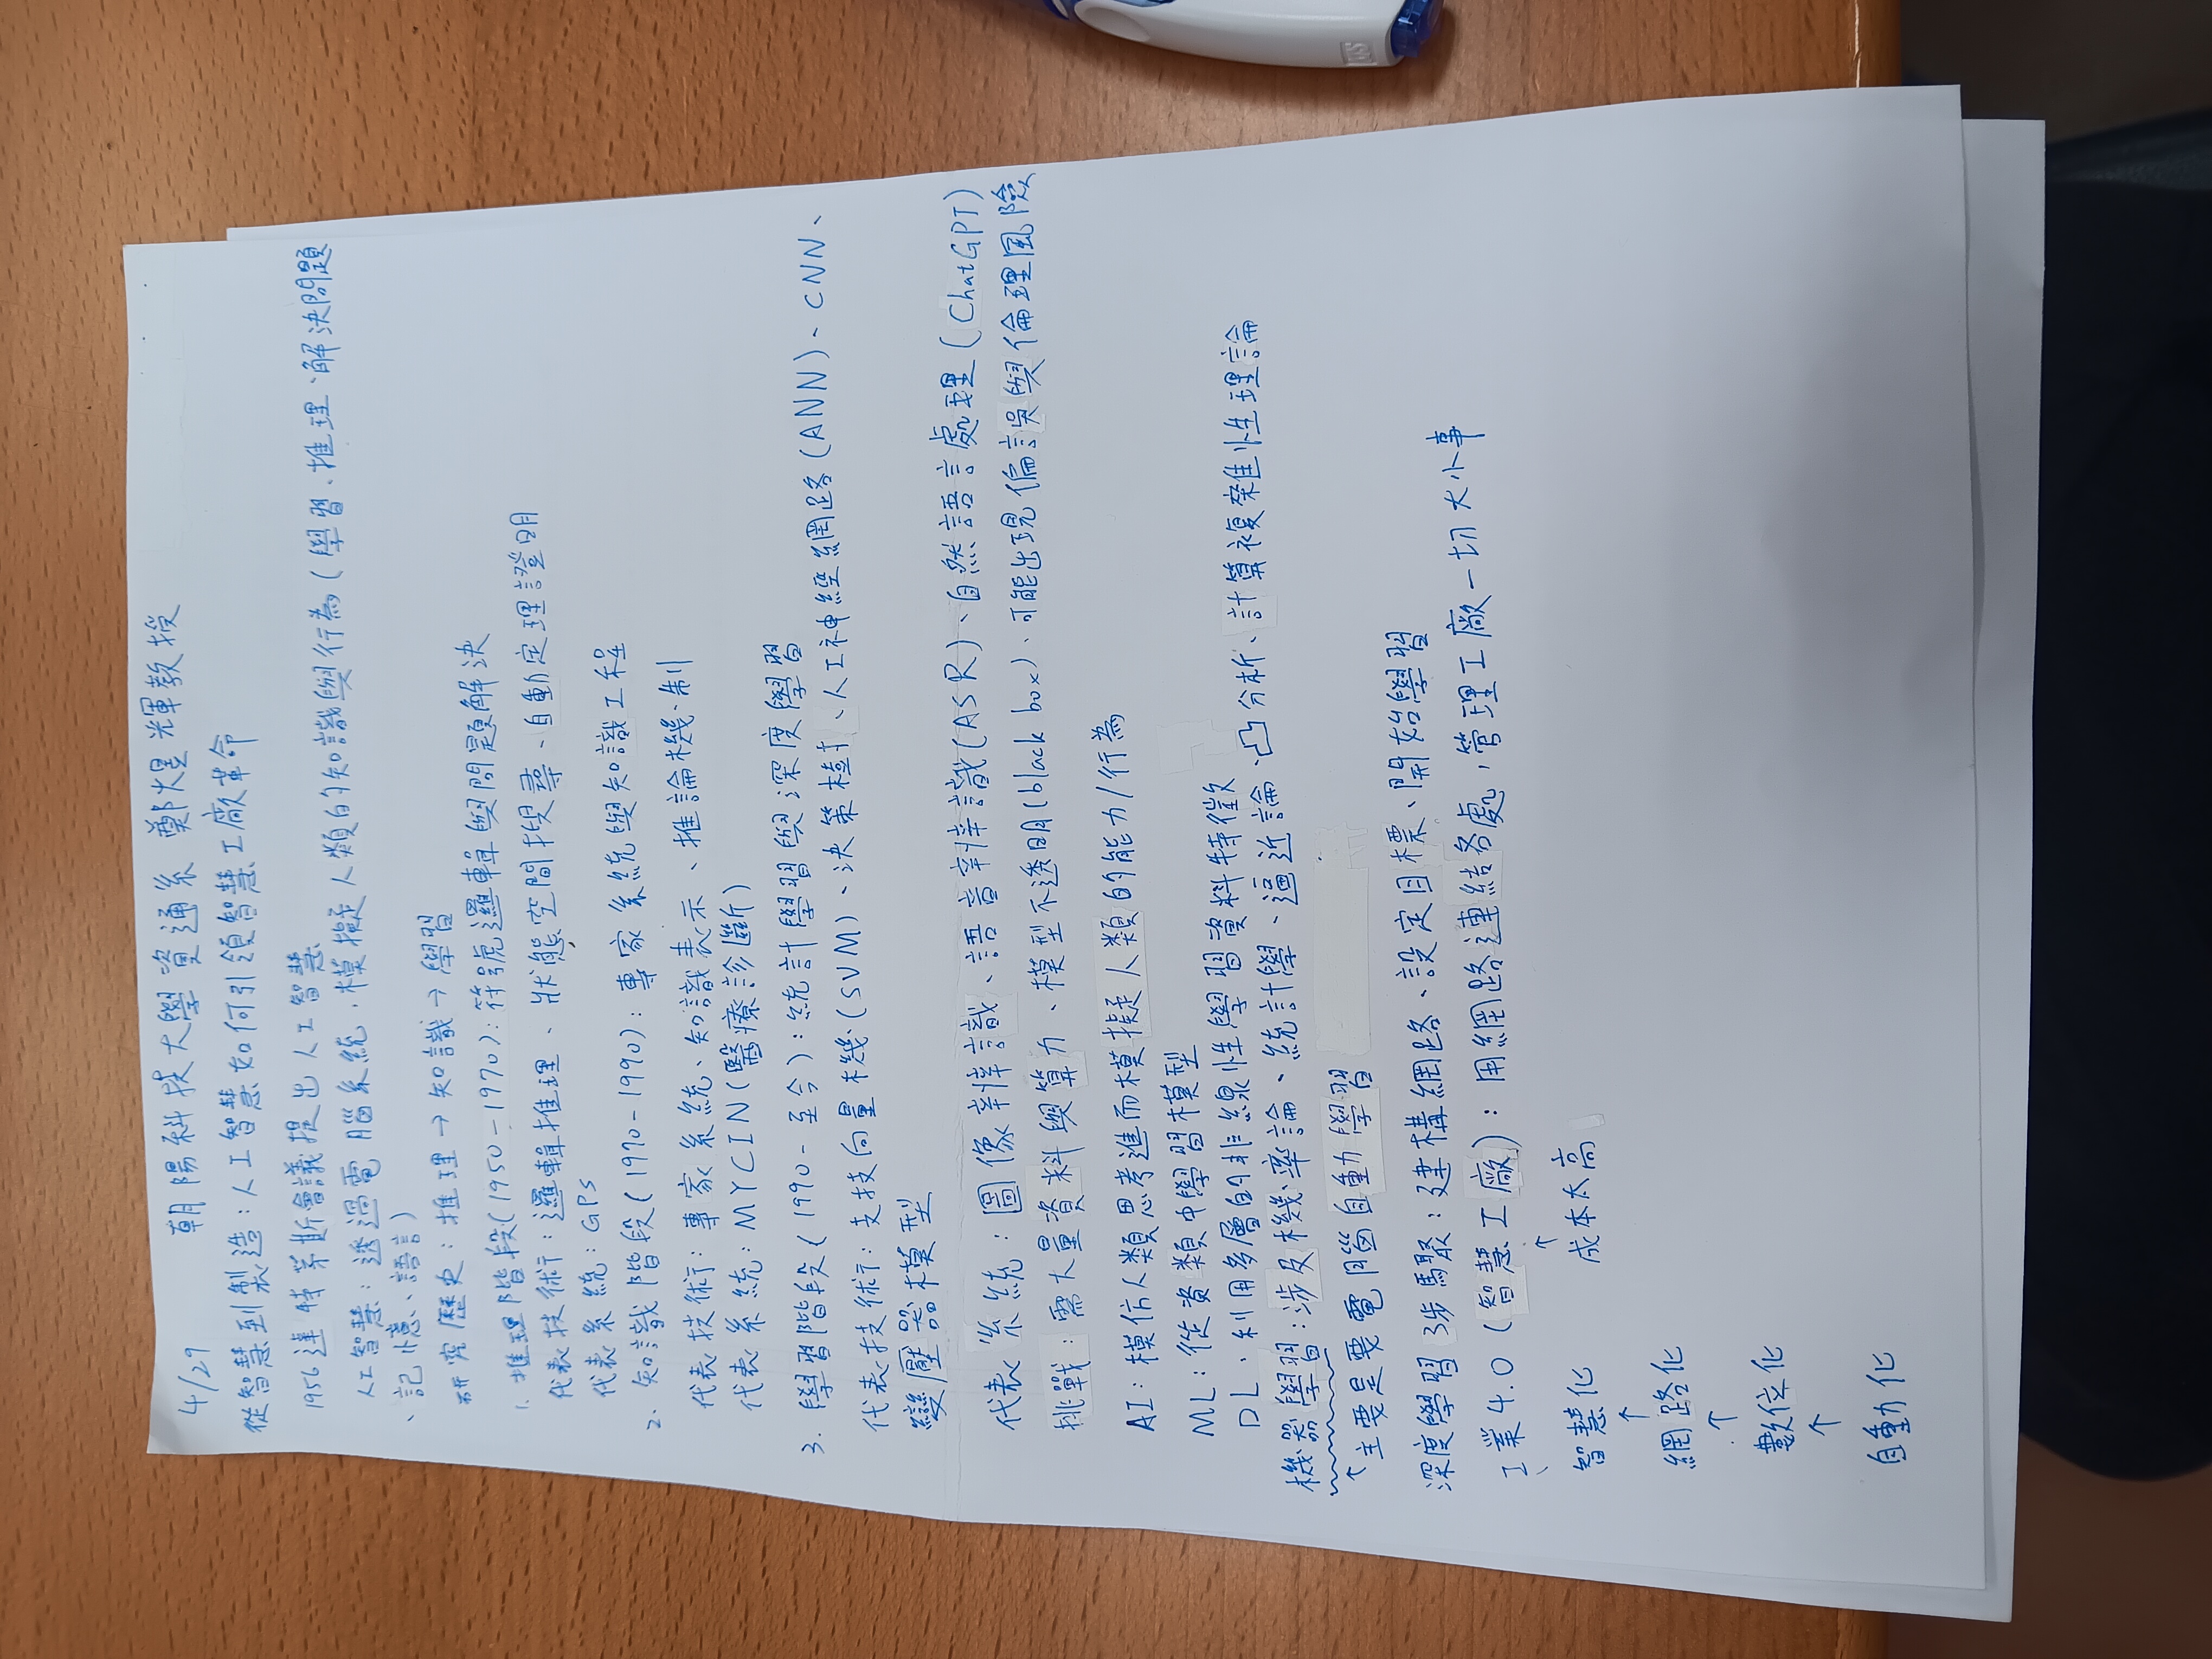 4/29 朝陽科技大學資通系 鄭煜輝教授
從智慧到製造：人工智慧如何引領智慧工廠革命
1956達特茅斯會議提出人工智慧
人工智慧：透過電腦系統，模擬人類的知識與行為(學習、推理、解決問題
、記憶、語言)
研究歷史：推理→知識→學習
1. 推理階段(1950-1970)：符號邏輯與問題解決
代表技術：邏輯推理、狀態空間搜尋、自動定理證明
代表系統：GPS
2. 知識階段(1970-1990)：專家系統與知識工程
代表技術：專家系統、知識表示、推論機制
代表系統：MYCIN(醫療診斷)
3. 學習階段(1990-至今)：統計學習與深度學習
代表技術：支技向量機(SVM)、決策樹、人工神經網路(ANN)、CNN、
變壓器模型
代表系統：圖像辨識、語音辨識(ASR)、自然語言處理(ChatGPT)
挑戰：需大量資料與算力、模型不透明(black box)、可能出現偏誤與倫理風險
AI：模仿人類思考進而模擬人類的能力/行為
ML：從資類中學習模型
DL：利用多層的非線性學習資料特徵
機器學習：涉及機率論、統計學、逼近論、凸分析、計算複雜性理論
↑主要是要電腦自動學習
深度學習3步驟：建構網路、設定目標、開始學習
工業4.0(智慧工廠)：用網路連結各處，管理工廠一切大小事
↑
智慧化 成本太高
↑
網路化
↑
數位化
↑
自動化